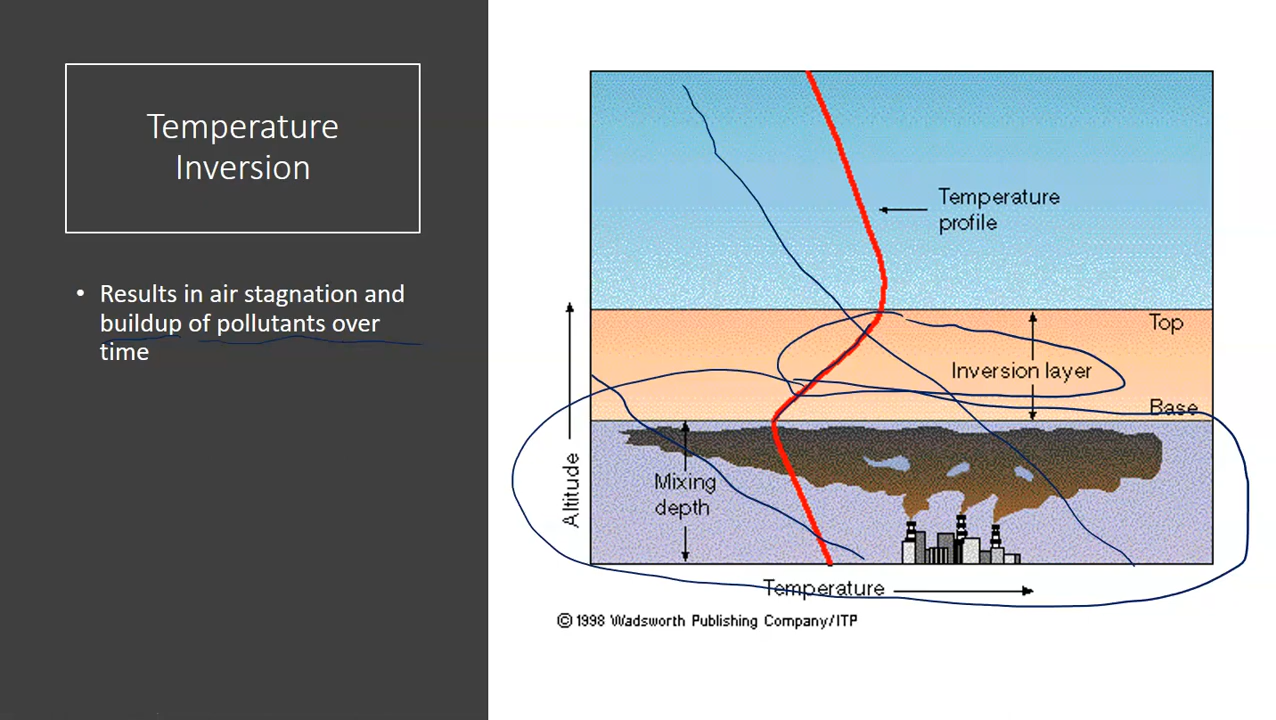 Temperature
Inversion
• Results in air stagnation and
buildup of pollutants over
time
Temperature
profile
Top
Inversion layer
Base
Mixing
depth
Altitude
Temperature
© 1998 Wadsworth Publishing Company/ITP